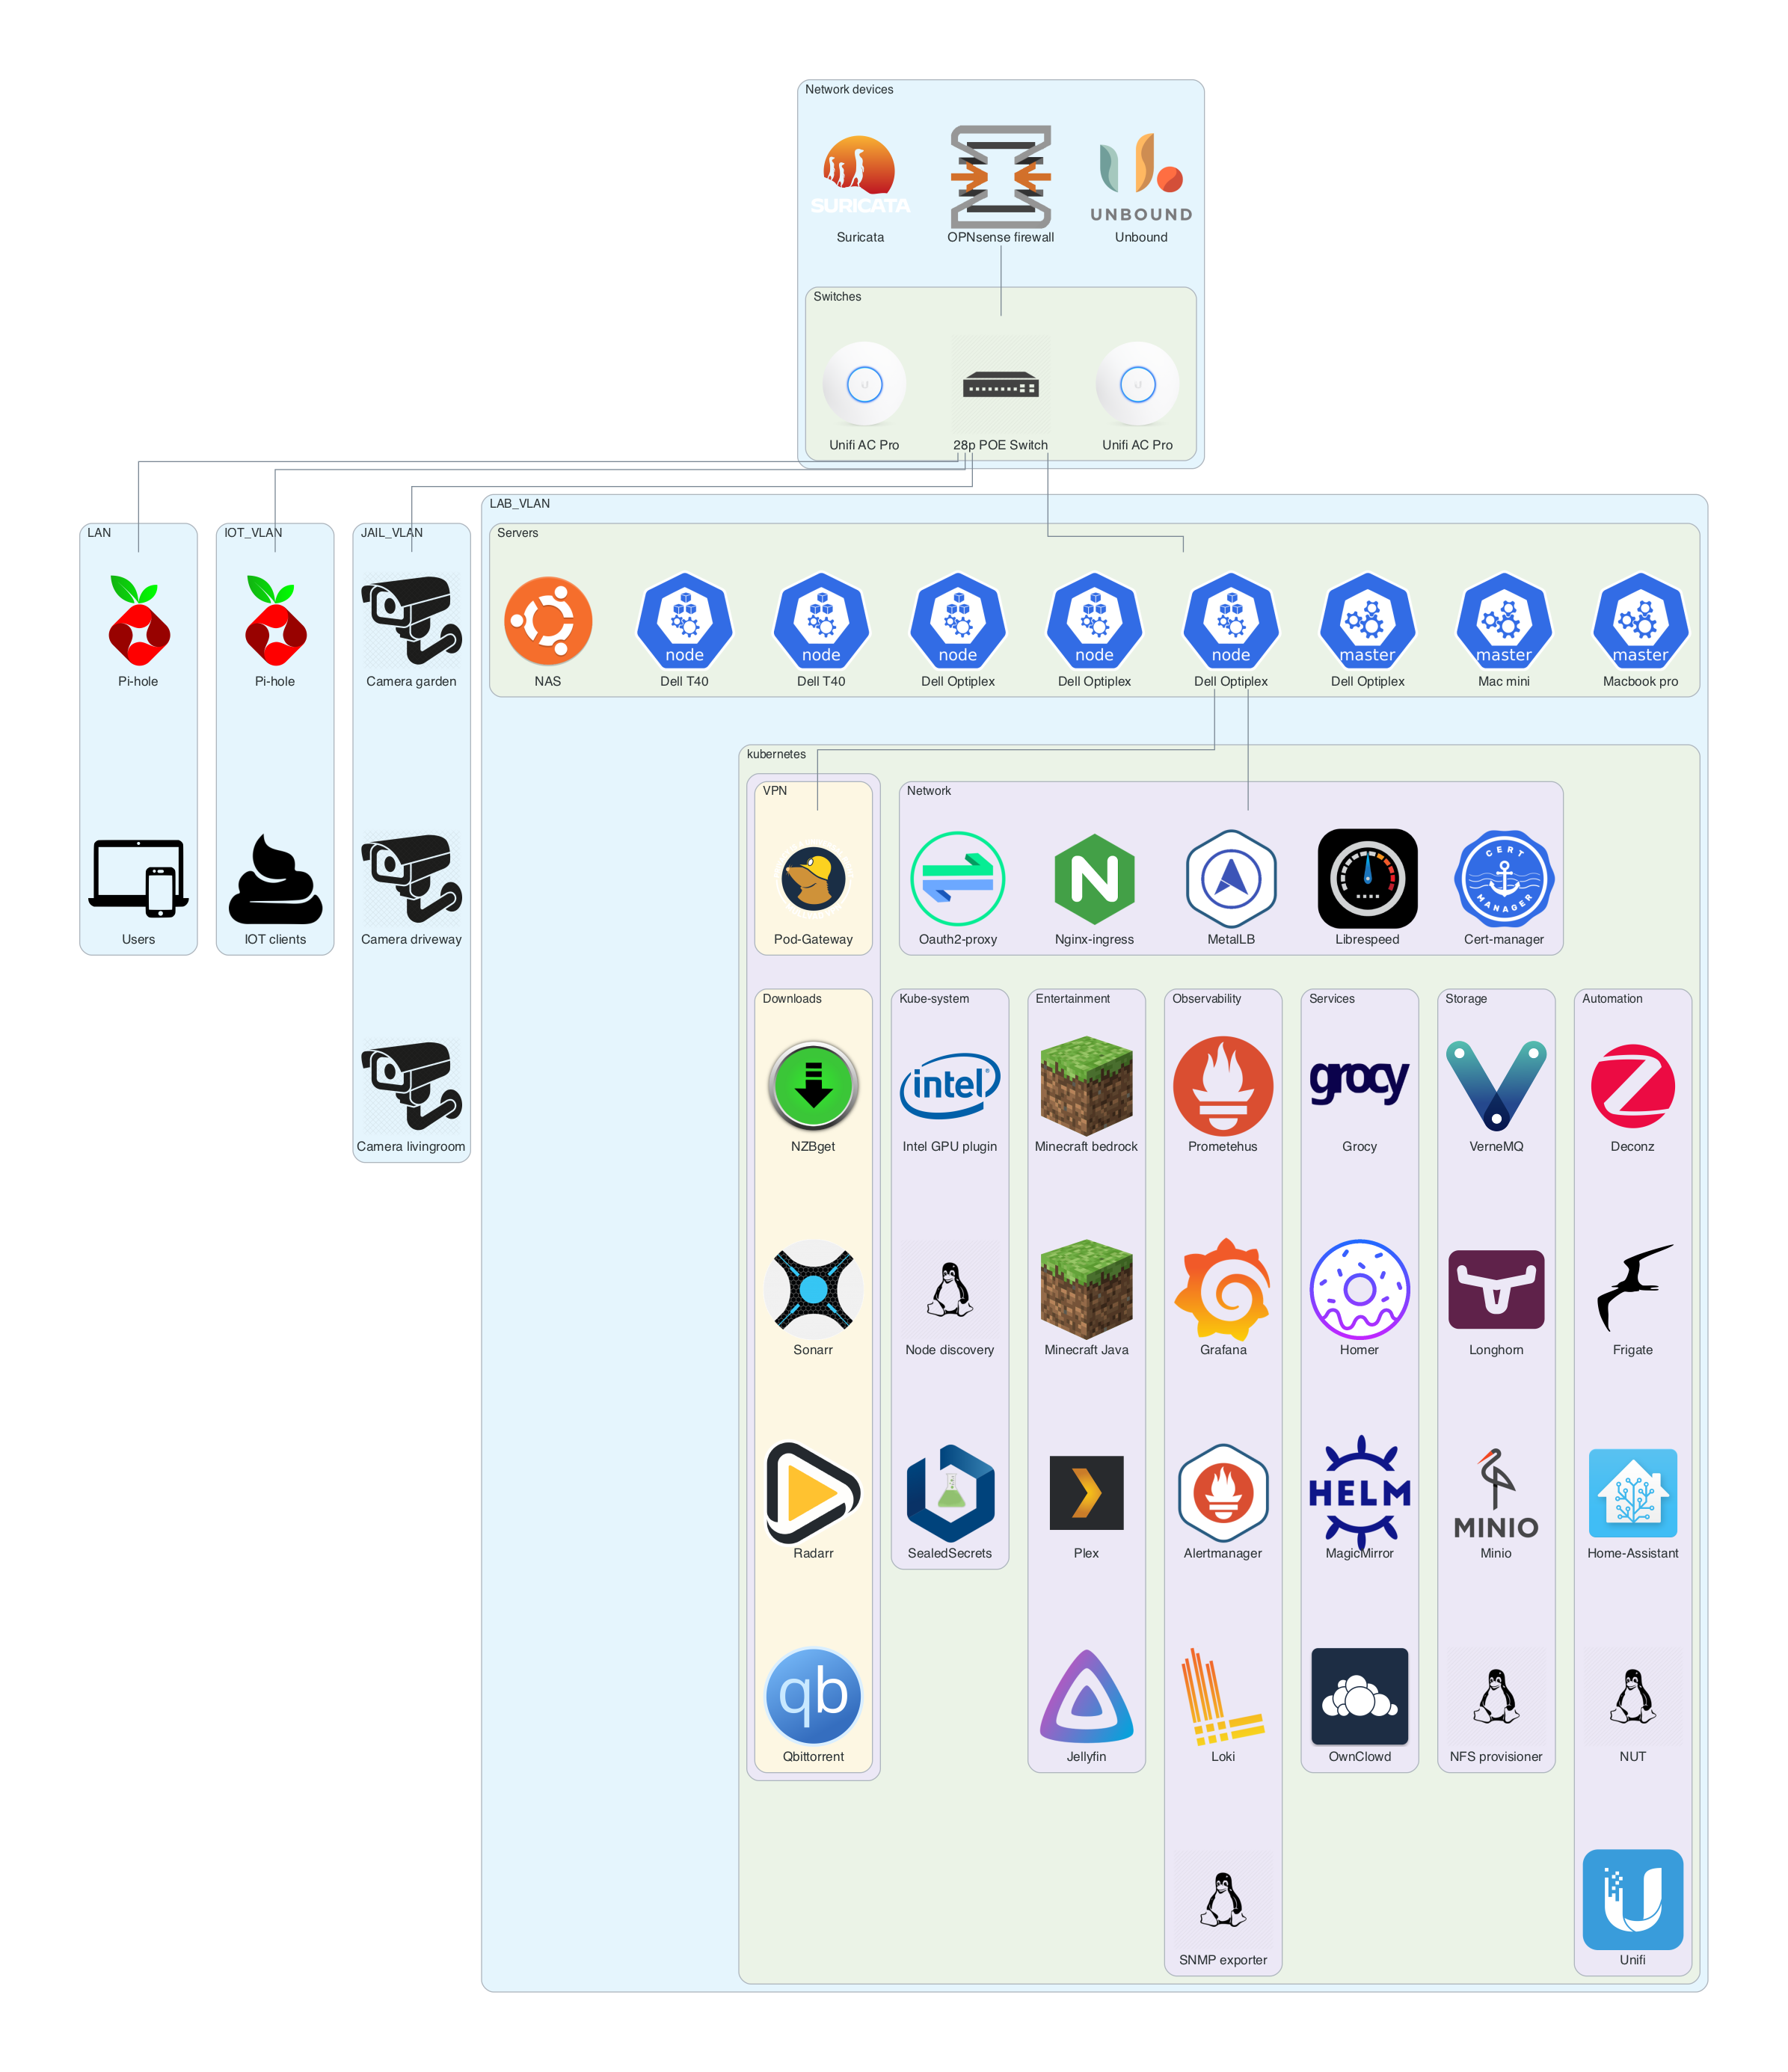 Network devices
SURICATA
UNBOUND
Suricata
OPNsense firewall
Unbound
Switches
Unifi AC Pro
28p POE Switch
Unifi AC Pro
LAN
Pi-hole
Users
IOT_VLAN
Pi-hole
IOT clients
JAIL_VLAN
Camera garden
Camera driveway
Camera livingroom
LAB_VLAN
Servers
NAS
node
Dell T40
node
Dell T40
node
Dell Optiplex
node
Dell Optiplex
node
Dell Optiplex
master
Dell Optiplex
master
Mac mini
master
Macbook pro
kubernetes
VPN
Pod-Gateway
Network
Oauth2-proxy
N
Nginx-ingress
MetalLB
Librespeed
CERT
MANAGER
Cert-manager
Downloads
NZBget
Sonarr
Radarr
qb
Qbittorrent
Kube-system
intel®
Intel GPU plugin
Node discovery
SealedSecrets
Entertainment
Minecraft bedrock
Minecraft Java
Plex
Jellyfin
Observability
Prometehus
Grafana
Alertmanager
Loki
SNMP exporter
Services
grocy
Grocy
Homer
HELM
MagicMirror
OwnClowd
Storage
VerneMQ
Longhorn
MINIO
Minio
NFS provisioner
Automation
Deconz
Frigate
Home-Assistant
NUT
Unifi